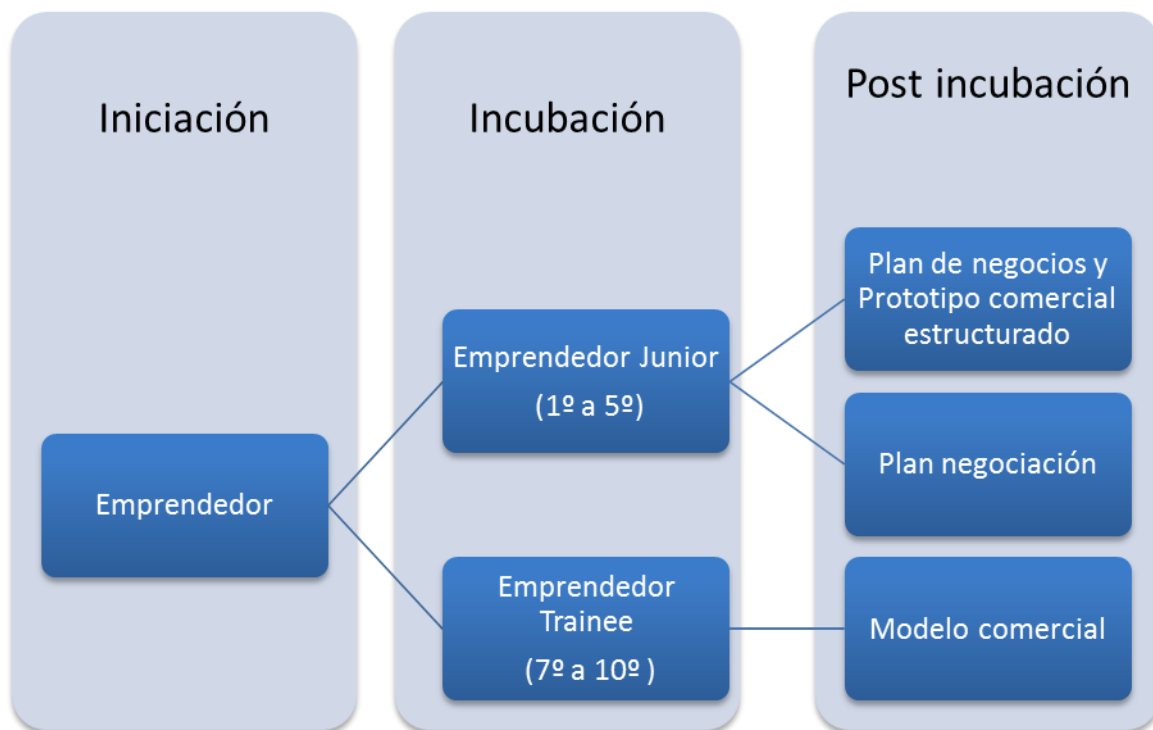 Iniciación
Emprendedor
Incubación
Emprendedor Junior
(1º a 5º)
Emprendedor
Trainee
(7º a 10º )
Post incubación
Plan de negocios y
Prototipo comercial
estructurado
Plan negociación
Modelo comercial